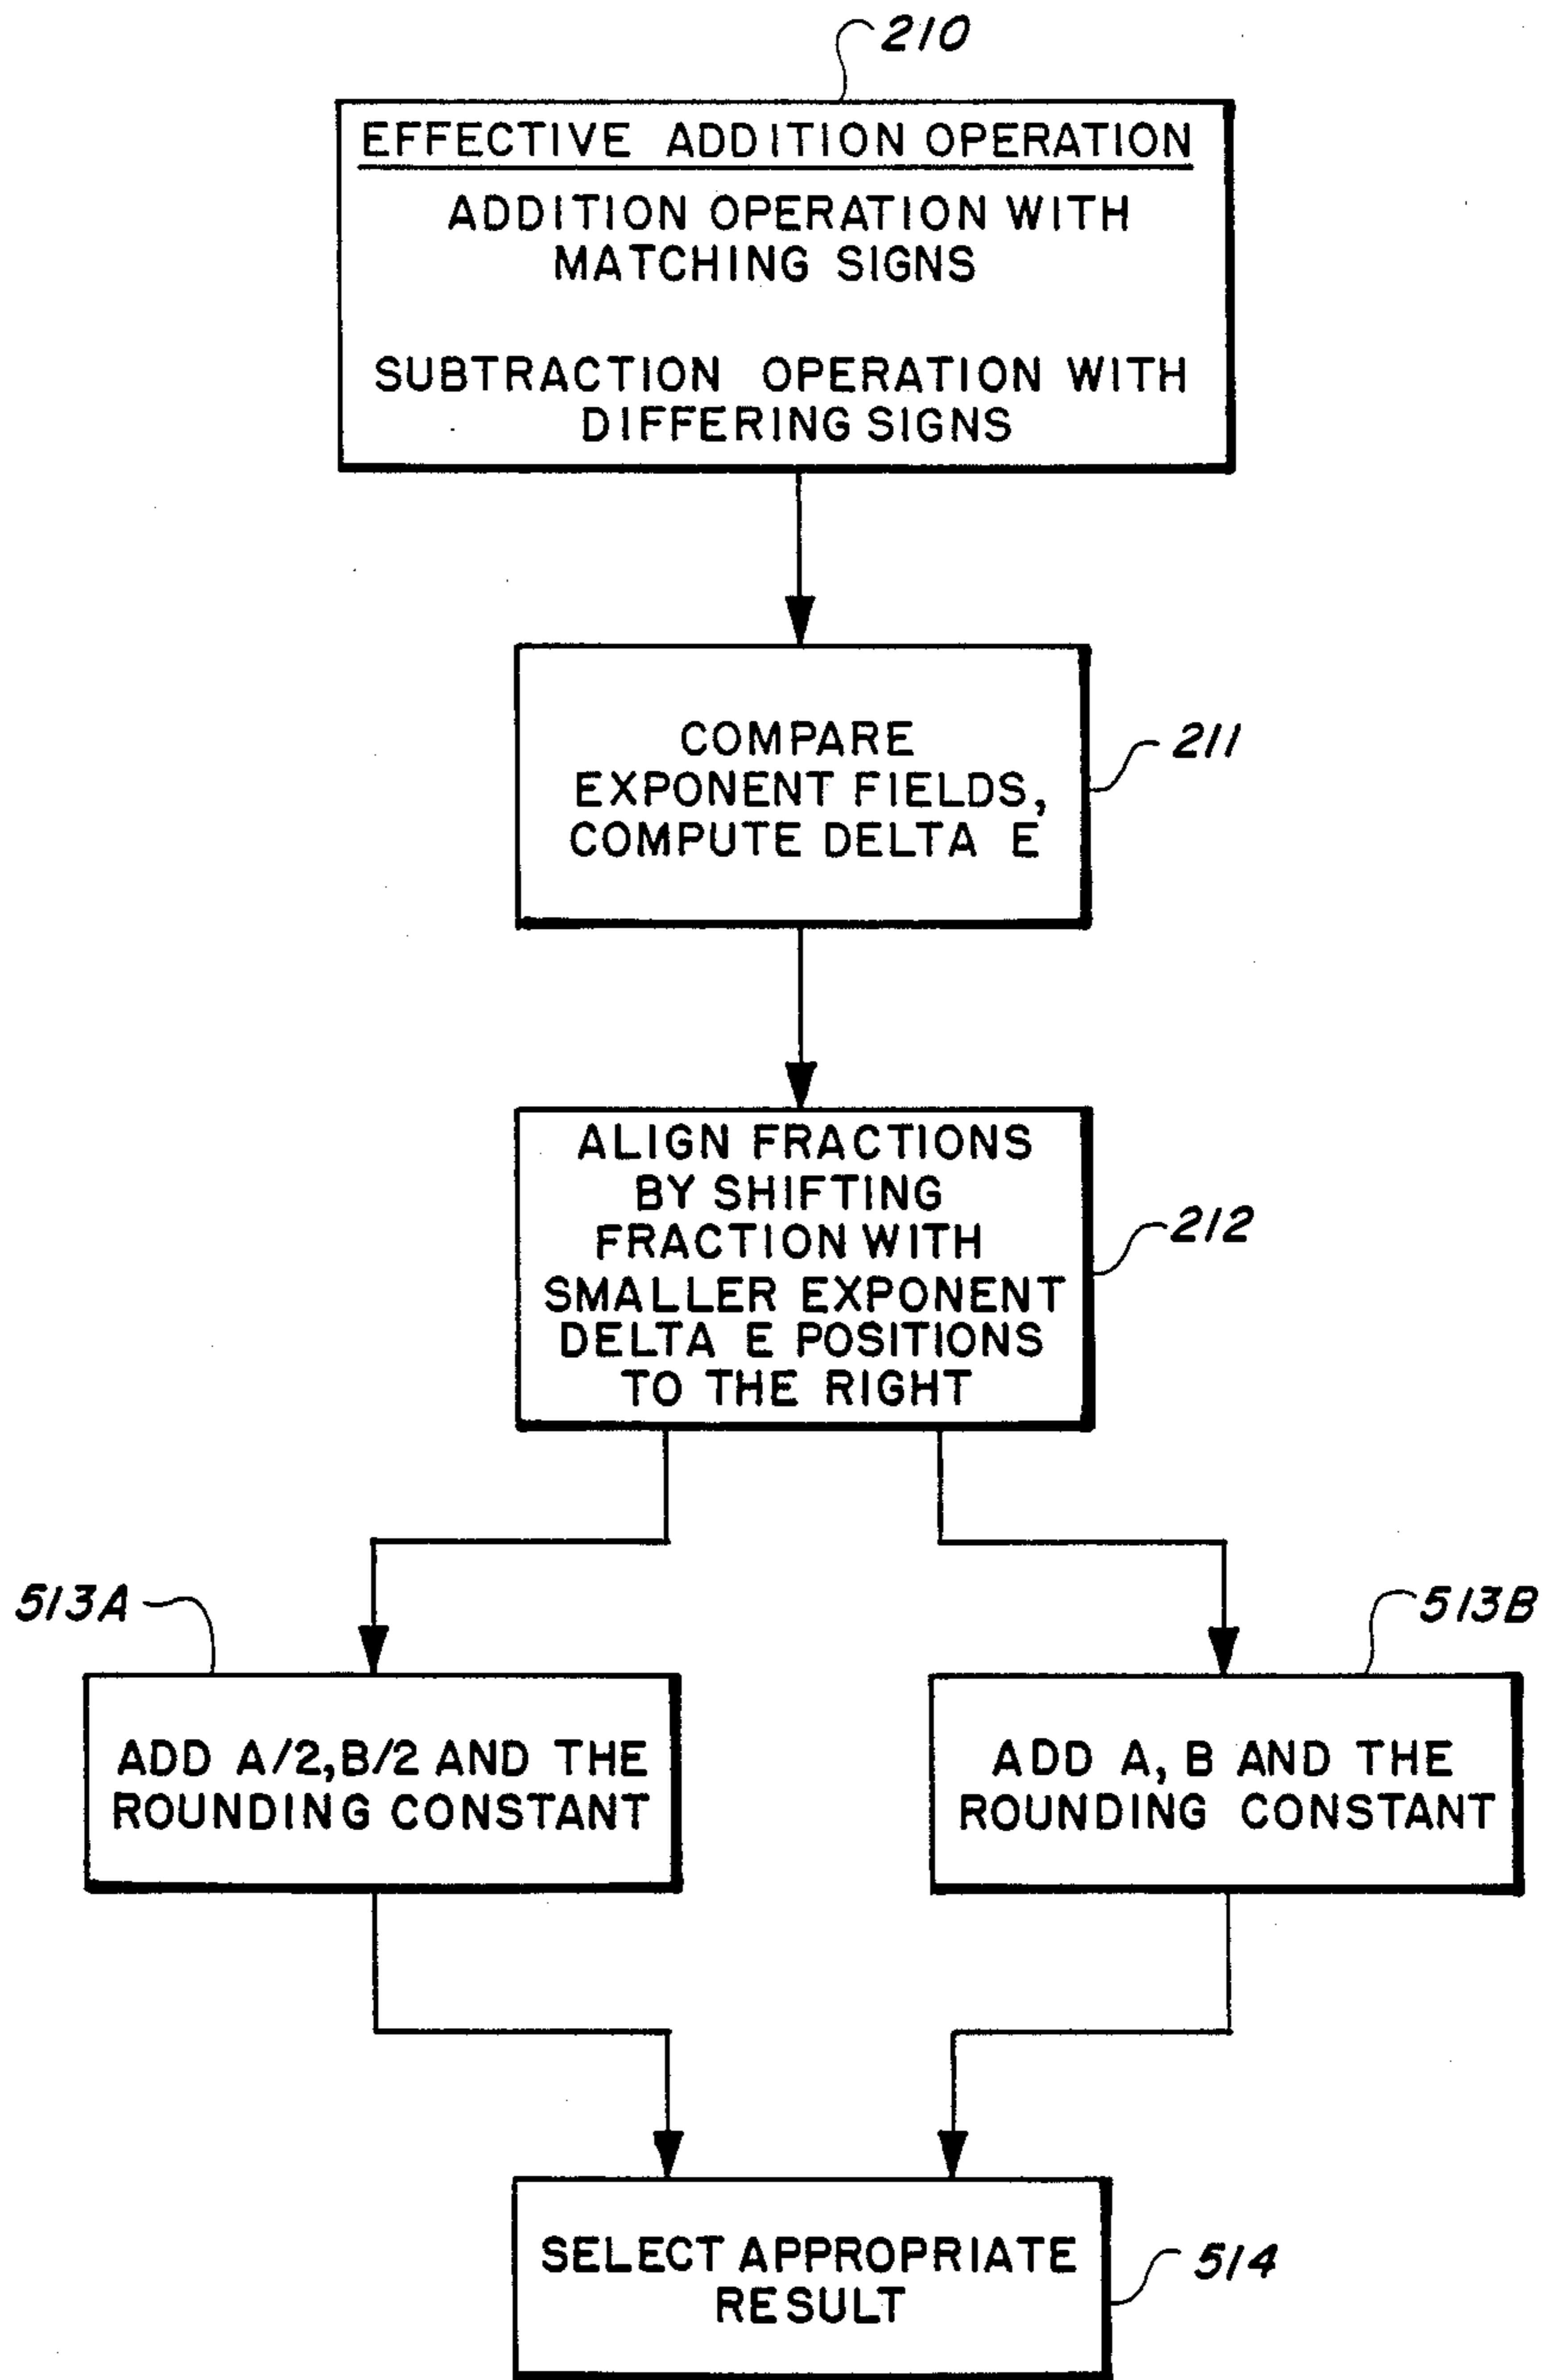 210
EFFECTIVE ADDITION OPERATION
ADDITION OPERATION WITH
MATCHING SIGNS
SUBTRACTION OPERATION WITH
DIFFERING SIGNS
COMPARE
EXPONENT FIELDS,
COMPUTE DELTA E
211
ALIGN FRACTIONS
BY SHIFTING
FRACTION WITH
SMALLER EXPONENT
DELTA E POSITIONS
TO THE RIGHT
212
513A
ADD A/2,B/2 AND THE
ROUNDING CONSTANT
513B
ADD A, B AND THE
ROUNDING CONSTANT
SELECT APPROPRIATE
RESULT
514